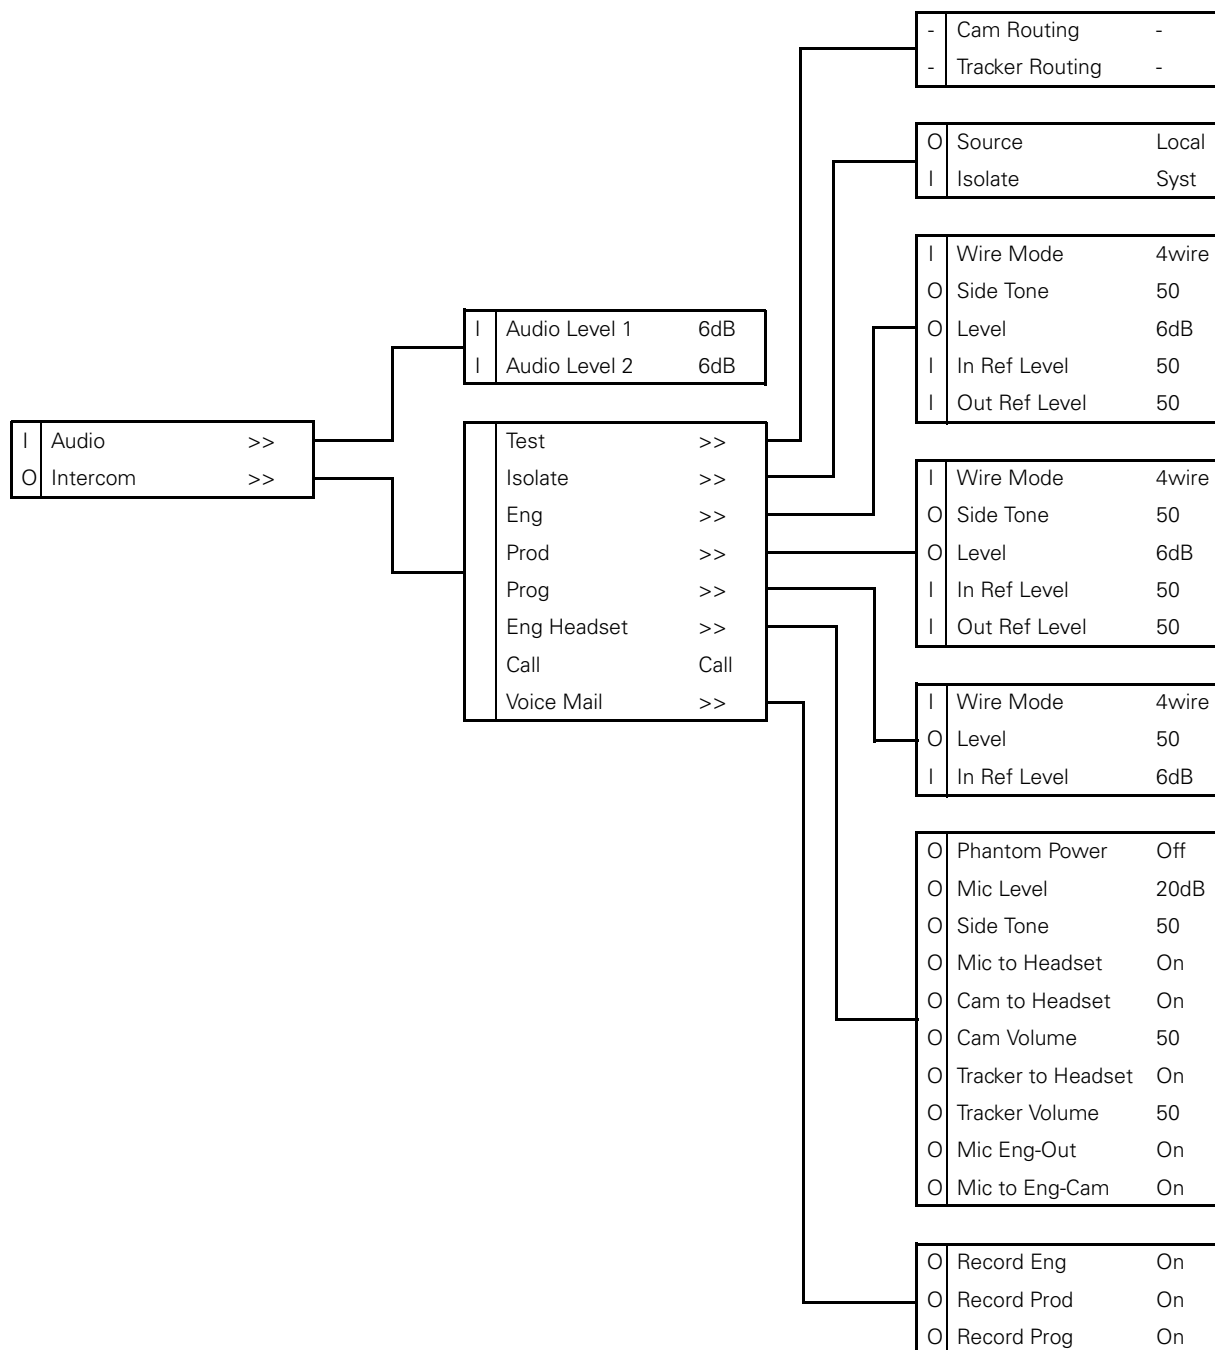 I Audio >>
O Intercom >>
I Audio Level 1 6dB
I Audio Level 2 6dB
Test >>
Isolate >>
Eng >>
Prod >>
Prog >>
Eng Headset >>
Call Call
Voice Mail >>
- Cam Routing -
- Tracker Routing -
O Source Local
I Isolate Syst
I Wire Mode 4wire
O Side Tone 50
O Level 6dB
I In Ref Level 50
I Out Ref Level 50
I Wire Mode 4wire
O Side Tone 50
O Level 6dB
I In Ref Level 50
I Out Ref Level 50
I Wire Mode 4wire
O Level 50
I In Ref Level 6dB
O Phantom Power Off
O Mic Level 20dB
O Side Tone 50
O Mic to Headset On
O Cam to Headset On
O Cam Volume 50
O Tracker to Headset On
O Tracker Volume 50
O Mic Eng-Out On
O Mic to Eng-Cam On
O Record Eng On
O Record Prod On
O Record Prog On